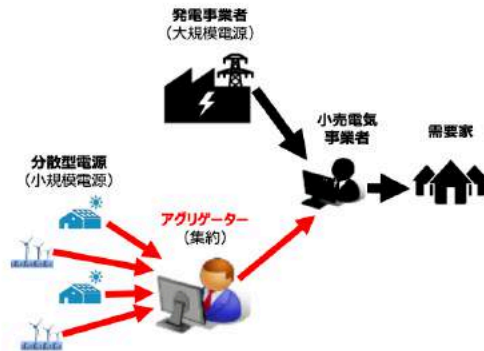 発電事業者
（大規模電源）
小売電気
事業者
需要家
分散型電源
（小規模電源）
アグリゲーター
（集約）